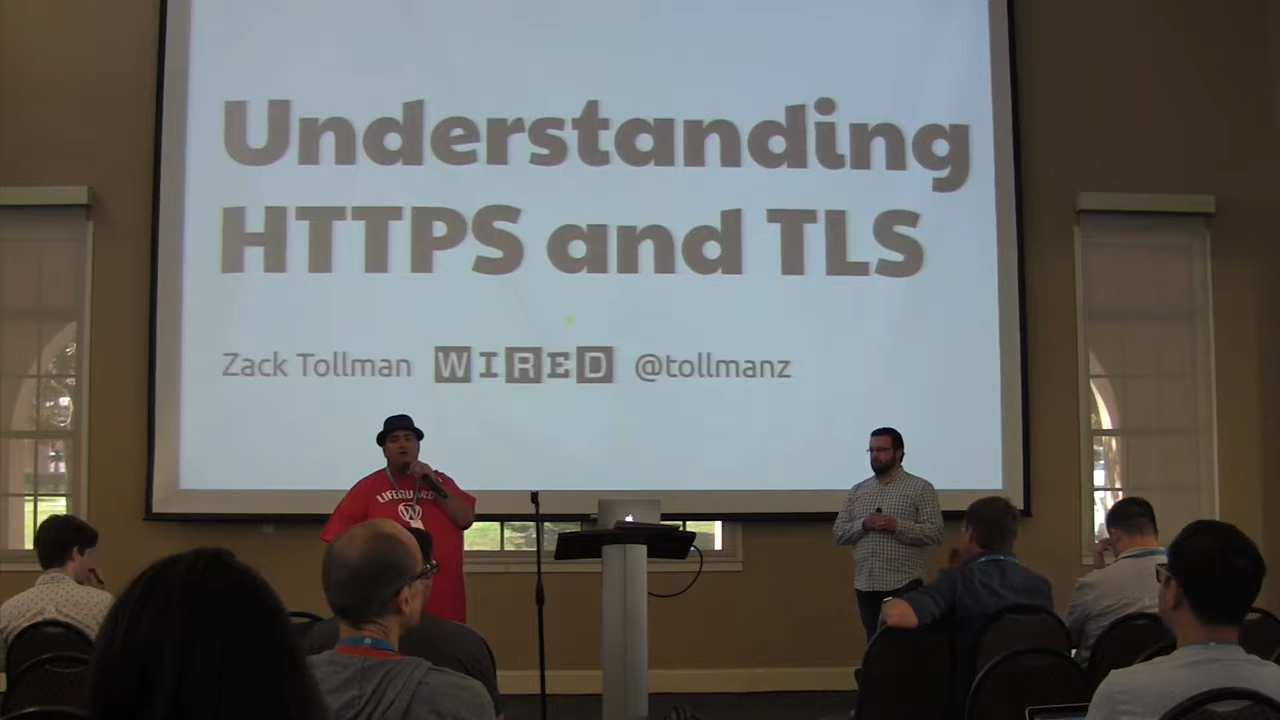 Understanding
HTTPS and TLS
Zack Tollman WIRED @tollmanz
LIFEGUARD
W